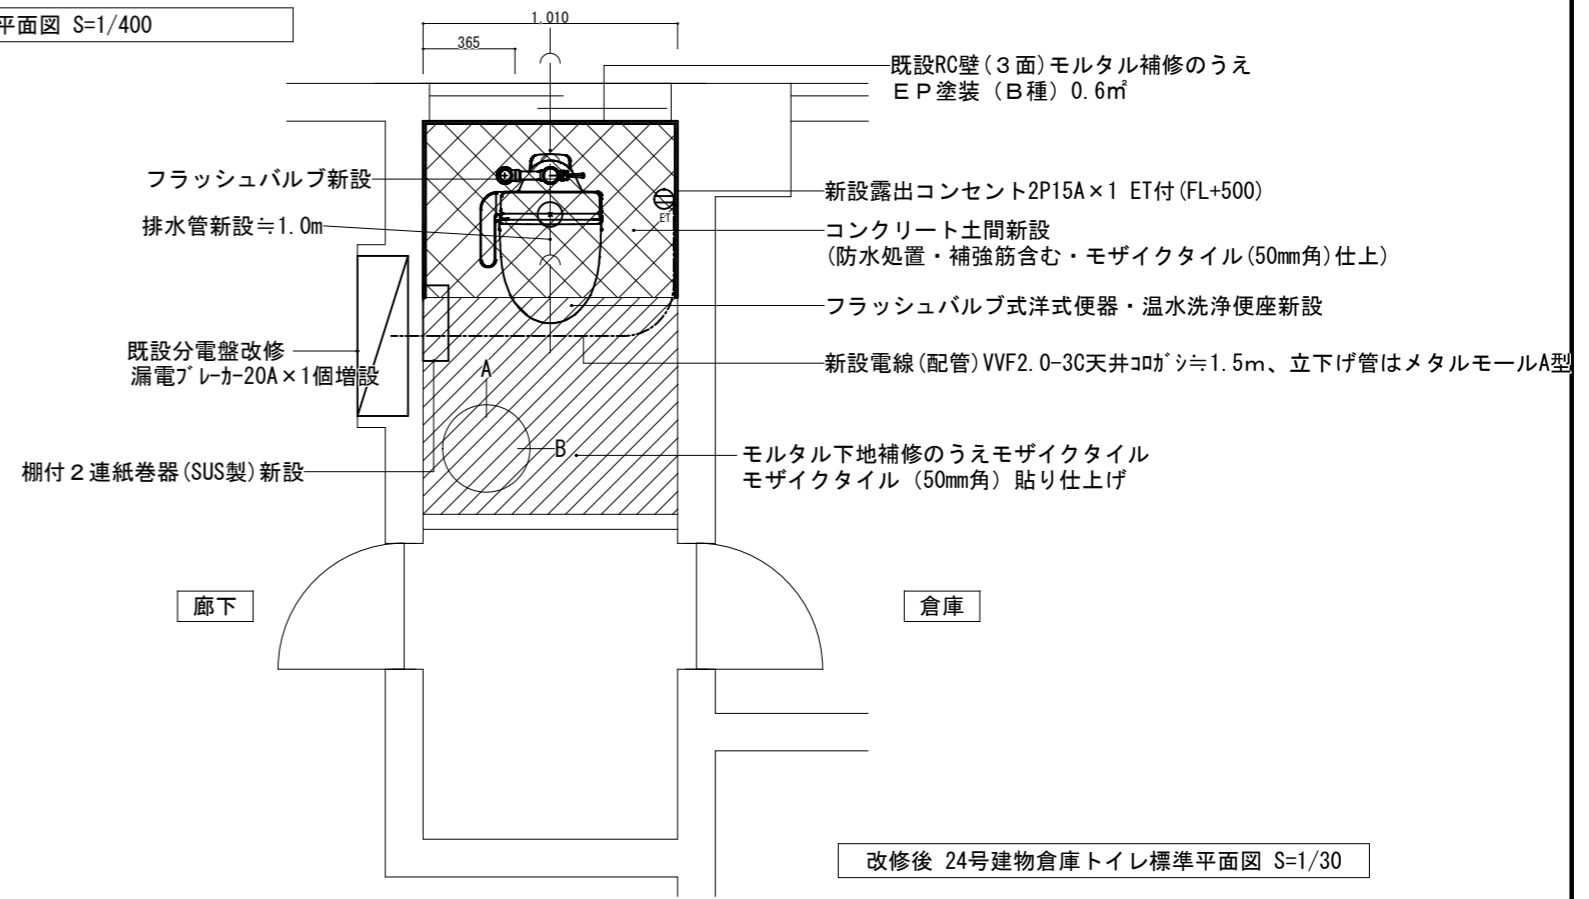 平面図 S=1/400
1,010
365
既設RC壁(３面)モルタル補修のうえ
ＥＰ塗装（Ｂ種）0.6㎡
フラッシュバルブ新設
新設露出コンセント2P15A×1 ET付(FL+500)
ET
排水管新設≒1.0m
コンクリート土間新設
(防水処置・補強筋含む・モザイクタイル(50mm角)仕上)
フラッシュバルブ式洋式便器・温水洗浄便座新設
既設分電盤改修
漏電ﾌﾞﾚｰｶｰ20A×1個増設
新設電線(配管)VVF2.0-3C天井ｺﾛｶﾞｼ≒1.5m、立下げ管はメタルモールA型
A
B
棚付２連紙巻器(SUS製)新設
モルタル下地補修のうえモザイクタイル
モザイクタイル（50mm角）貼り仕上げ
廊下
倉庫
改修後 24号建物倉庫トイレ標準平面図 S=1/30